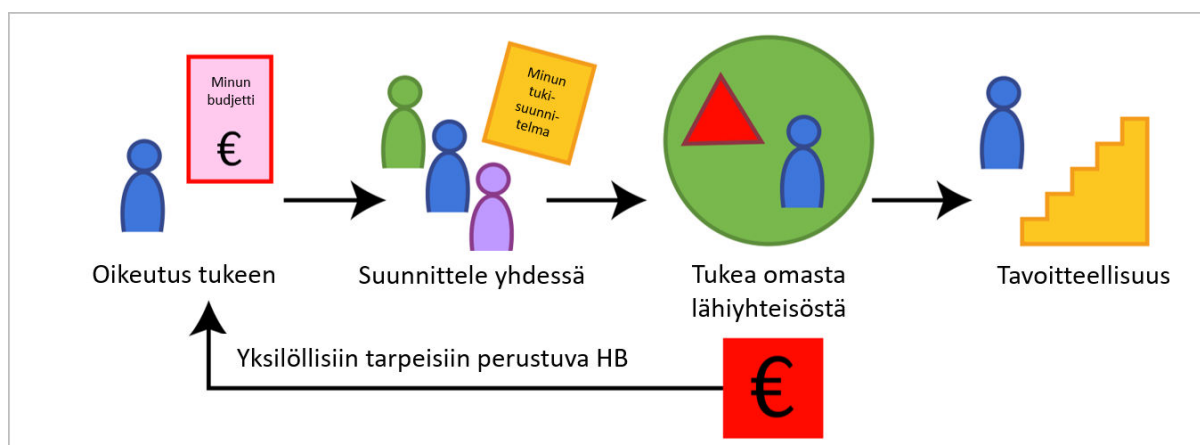 Minun
budjetti
€
Minun
tuki-
suunni-
telma
Oikeutus tukeen
Suunnittele yhdessä
Tukea omasta
lähiyhteisöstä
Tavoitteellisuus
Yksilöllisiin tarpeisiin perustuva HB
€